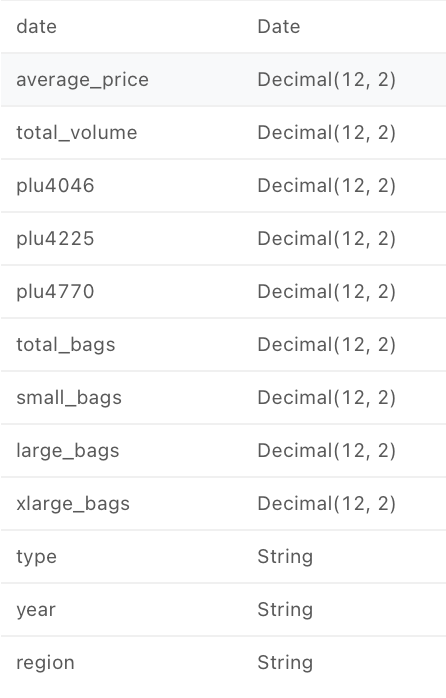 date Date
average_price Decimal(12, 2)
total_volume Decimal(12, 2)
plu4046 Decimal(12, 2)
plu4225 Decimal(12, 2)
plu4770 Decimal(12, 2)
total_bags Decimal(12, 2)
small_bags Decimal(12, 2)
large_bags Decimal(12, 2)
xlarge_bags Decimal(12, 2)
type String
year String
region String